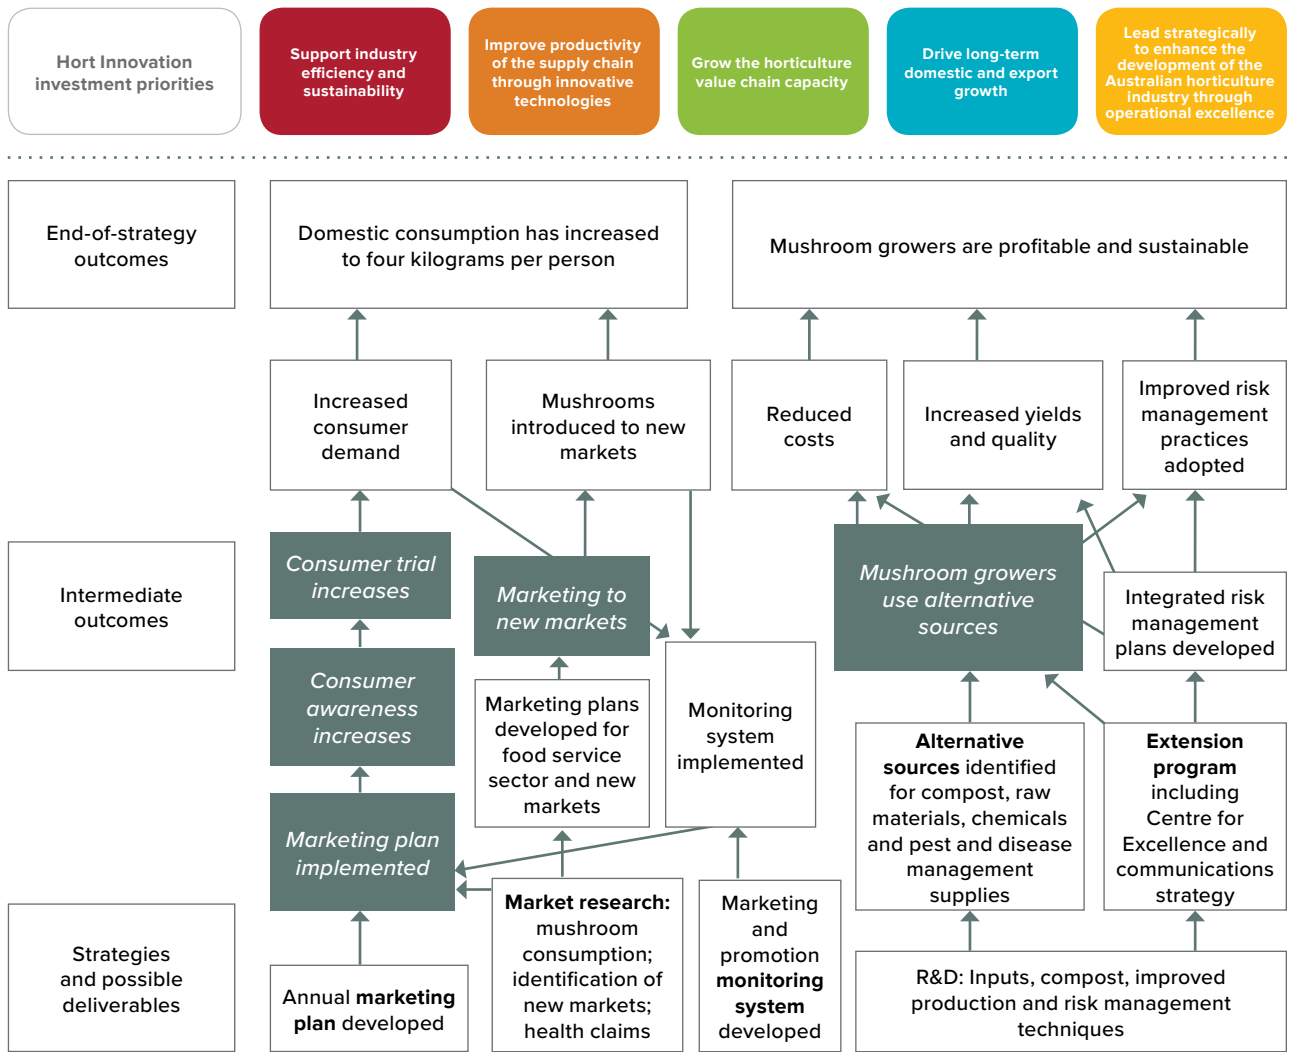 Hort Innovation
investment priorities
Support industry
efficiency and
sustainability
Improve productivity
of the supply chain
through innovative
technologies
Grow the horticulture
value chain capacity
Drive long-term
domestic and export
growth
Lead strategically
to enhance the
development of the
Australian horticulture
industry through
operational excellence
End-of-strategy
outcomes
Domestic consumption has increased
to four kilograms per person
Mushroom growers are profitable and sustainable
Increased
consumer
demand
Mushrooms
introduced to new
markets
Reduced
costs
Increased yields
and quality
Improved risk
management
practices
adopted
Intermediate
outcomes
Consumer trial
increases
Marketing to
new markets
Mushroom growers
use alternative
sources
Integrated risk
management
plans developed
Consumer
awareness
increases
Marketing plans
developed for
food service
sector and new
markets
Monitoring
system
implemented
Alternative
sources identified
for compost, raw
materials, chemicals
and pest and disease
management
supplies
Extension
program
including
Centre for
Excellence and
communications
strategy
Marketing plan
implemented
Strategies
and possible
deliverables
Annual marketing
plan developed
Market research:
mushroom
consumption;
identification of
new markets;
health claims
Marketing
and
promotion
monitoring
system
developed
R&D: Inputs, compost, improved
production and risk management
techniques